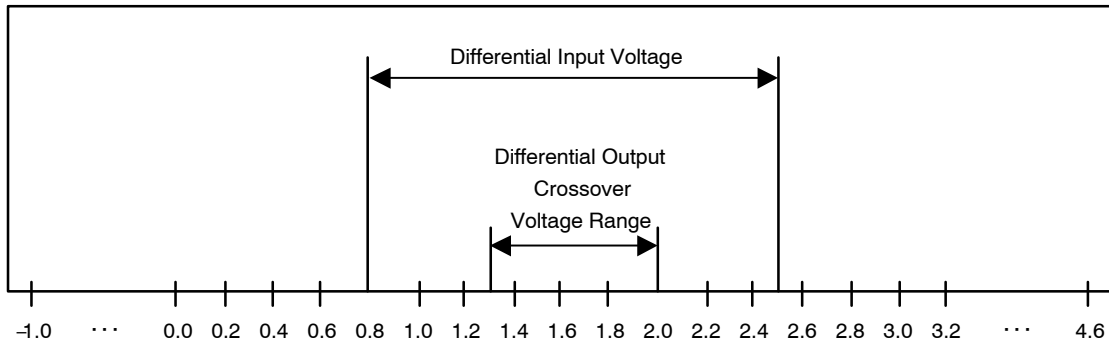 Differential Input Voltage
Differential Output
Crossover
Voltage Range
–1.0 ··· 0.0 0.2 0.4 0.6 0.8 1.0 1.2 1.4 1.6 1.8 2.0 2.2 2.4 2.6 2.8 3.0 3.2 ··· 4.6